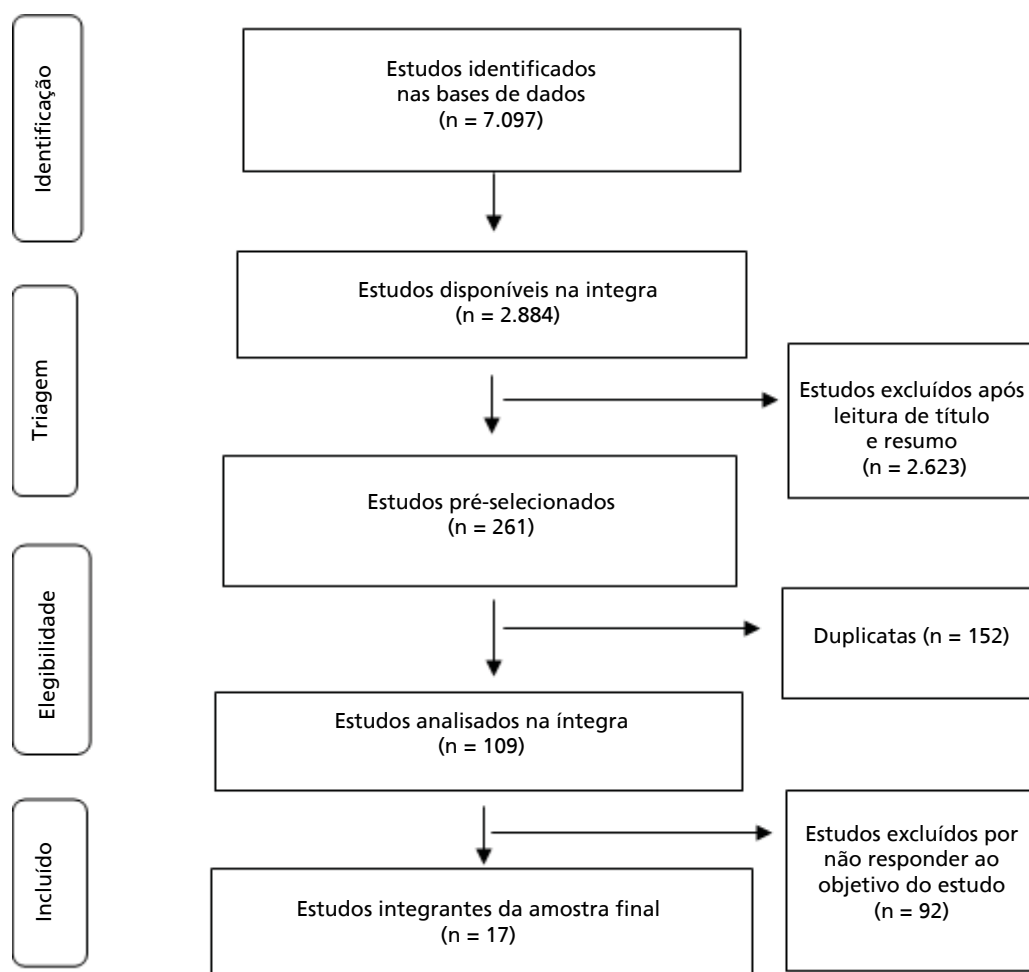 Identificação
Estudos identificados
nas bases de dados
(n = 7.097)
Triagem
Estudos disponíveis na integra
(n = 2.884)
Estudos excluídos após
leitura de título
e resumo
(n = 2.623)
Estudos pré-selecionados
(n = 261)
Elegibilidade
Duplicatas (n = 152)
Estudos analisados na íntegra
(n = 109)
Incluído
Estudos excluídos por
não responder ao
objetivo do estudo
(n = 92)
Estudos integrantes da amostra final
(n = 17)